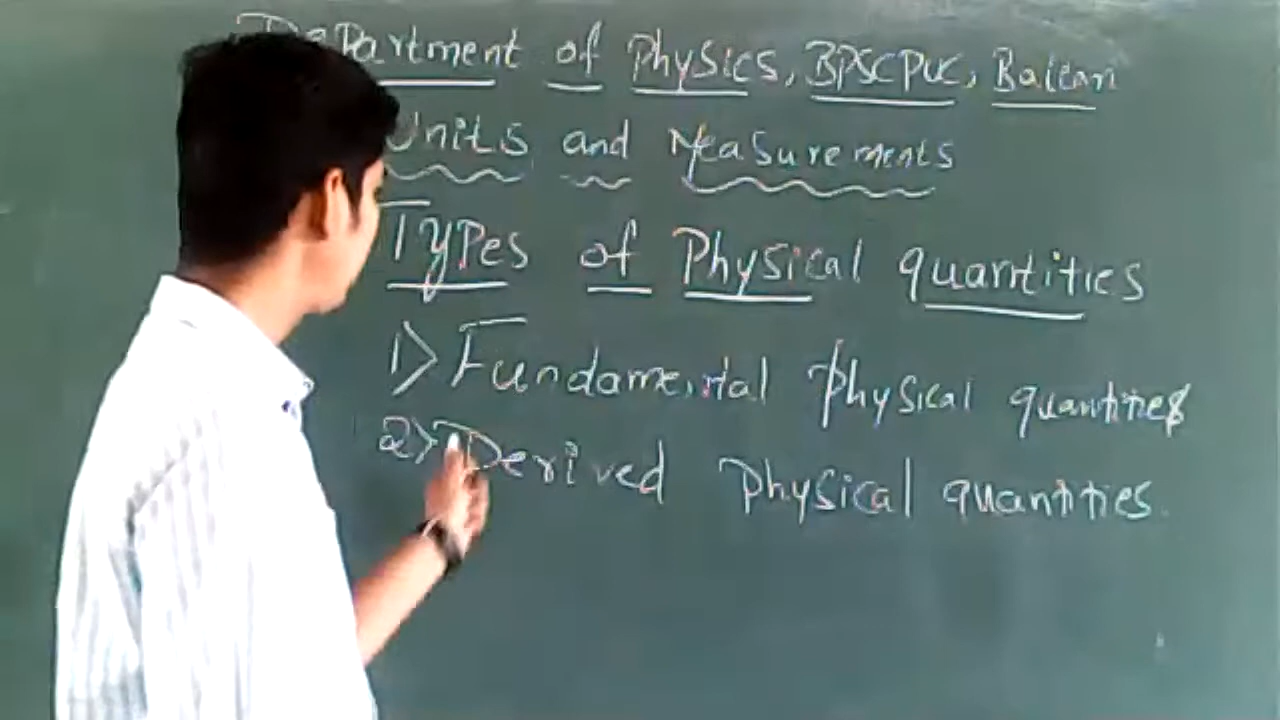 Department of Physics, BPSCPUC, Balean
Units and Measurements
Types of Physical quantities
1) Fundamental physical quantities
2) Derived Physical quantities.